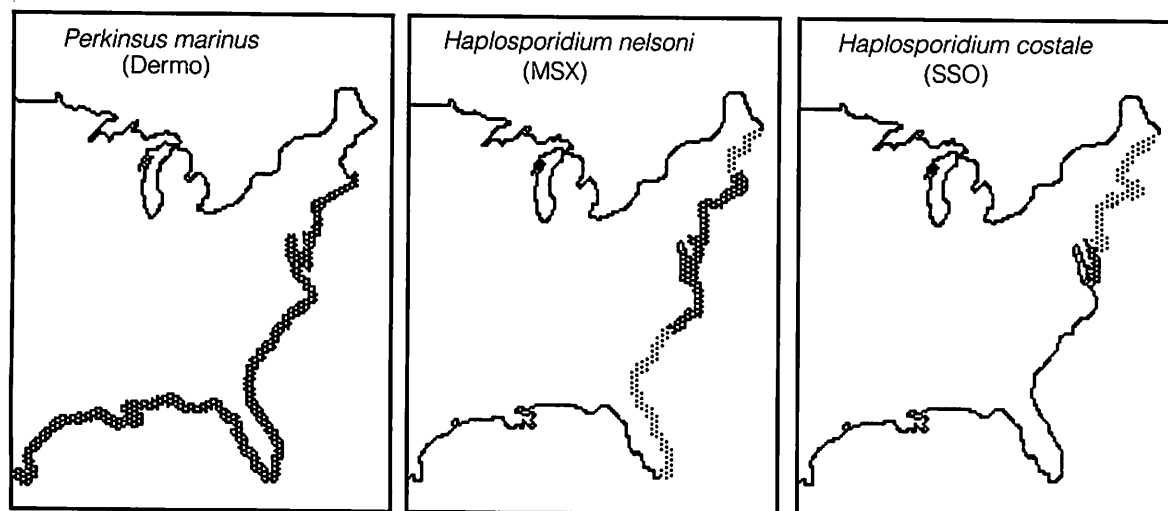 Perkinsus marinus
(Dermo)
Haplosporidium nelsoni
(MSX)
Haplosporidium costale
(SSO)